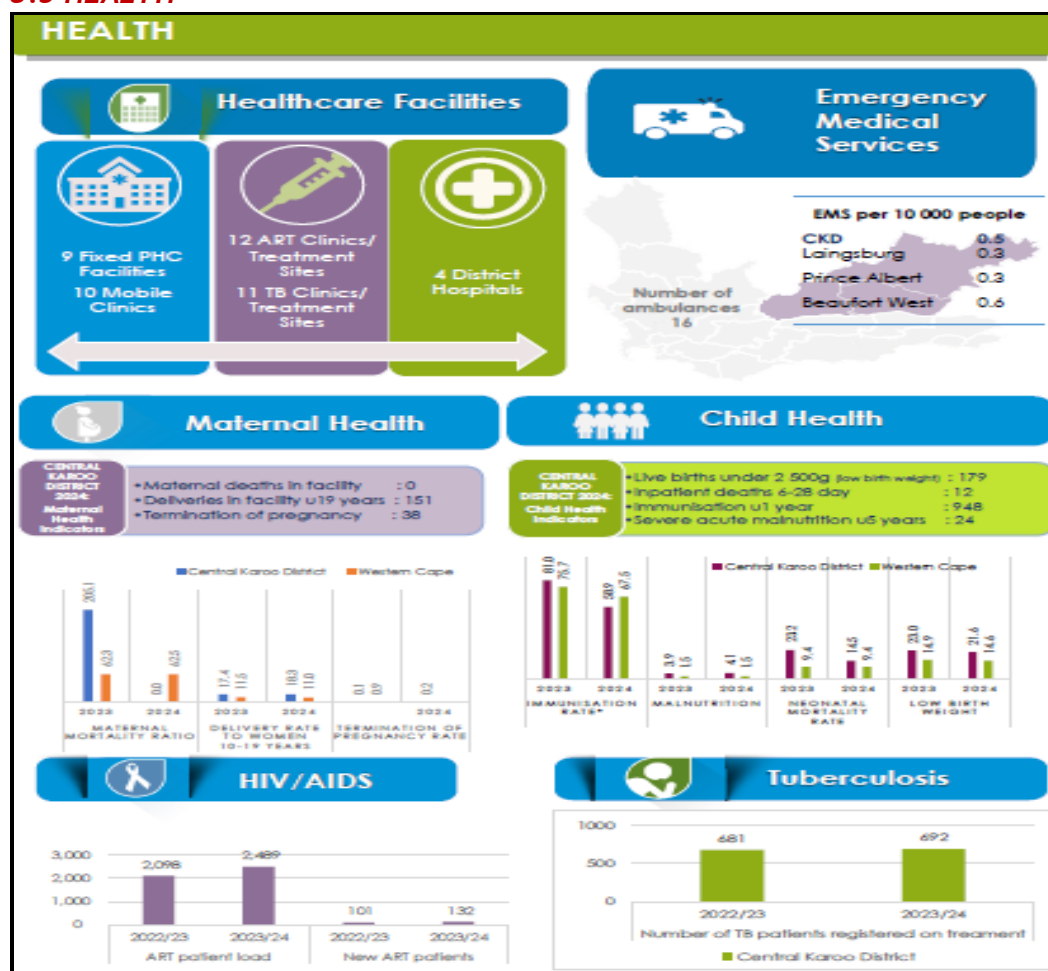 HEALTH
Healthcare Facilities
9 Fixed PHC
Facilities
10 Mobile
Clinics
12 ART Clinics/
Treatment
Sites
11 TB Clinics/
Treatment
Sites
4 District
Hospitals
Emergency
Medical
Services
EMS per 10 000 people
CKD 0.5
Laingsburg 0.3
Prince Albert 0.3
Beaufort West 0.6
Number of
ambulances
16
Maternal Health
CENTRAL
KAROO
DISTRICT
2024:
Maternal
Health
Indicators
•Maternal deaths in facility : 0
•Deliveries in facility u19 years : 151
•Termination of pregnancy : 38
Central Karoo District Western Cape
205.1
62.3
0.0
62.5
17.4
11.5
18.3
11.0
0.1
0.9
0.2
2023 2024 2023 2024 2024
MATERNAL
MORTALITY RATIO
DELIVERY RATE
TO WOMEN
10-19 YEARS
TERMINATION OF
PREGNANCY RATE
Child Health
CENTRAL
KAROO
DISTRICT 2024:
Child Health
Indicators
•Live births under 2 500g (low birth weight) : 179
•Inpatient deaths 6-28 day : 12
•Immunisation u1 year : 948
•Severe acute malnutrition u5 years : 24
Central Karoo District Western Cape
81.0
75.7
58.9
67.5
3.9
1.5
4.1
1.5
23.2
9.4
14.5
9.4
23.0
14.9
21.6
14.6
2023 2024 2023 2024 2023 2024 2023 2024
IMMUNISATION
RATE*
MALNUTRITION
NEONATAL
MORTALITY
RATE
LOW BIRTH
WEIGHT
HIV/AIDS
3,000
2,000
1,000
0
2,098
2,489
101
132
2022/23 2023/24 2022/23 2023/24
ART patient load New ART patients
Tuberculosis
1000
500
0
681
692
2022/23 2023/24
Number of TB patients registered on treament
Central Karoo District